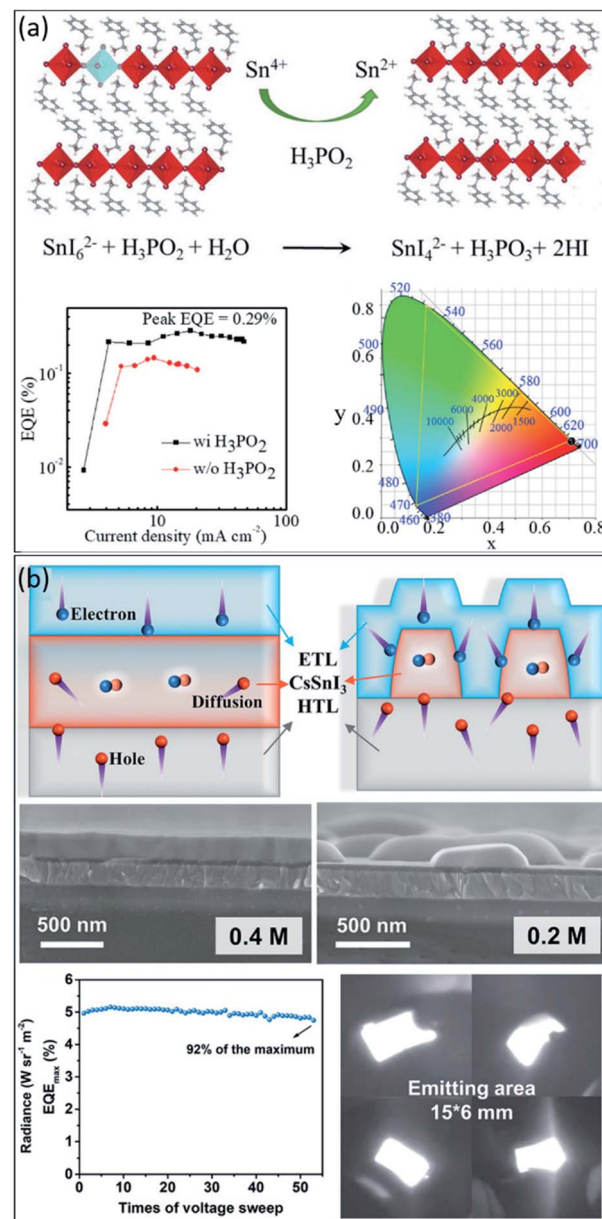 (a)
Sn⁴⁺ Sn²⁺
H₃PO₂
SnI₆²⁻ + H₃PO₂ + H₂O ⟶ SnI₄²⁻ + H₃PO₃+ 2HI
Peak EQE = 0.29%
EQE (%)
10⁻¹
10⁻²
wi H₃PO₂
w/o H₃PO₂
10 100
Current density (mA cm⁻²)
y
0.8
0.6
0.4
0.2
0.0
0.0 0.2 0.4 0.6 0.8
x
520
540
560
500
580
490
600
620
700
480
470
460
380
10000 6000 4000 3000 2000 1500
(b)
Electron
Diffusion
Hole
ETL
CsSnI₃
HTL
500 nm 0.4 M
500 nm 0.2 M
Radiance (W sr⁻¹ m⁻²)
EQEmax (%)
6
5
4
3
2
1
0
92% of the maximum
0 10 20 30 40 50
Times of voltage sweep
Emitting area
15*6 mm